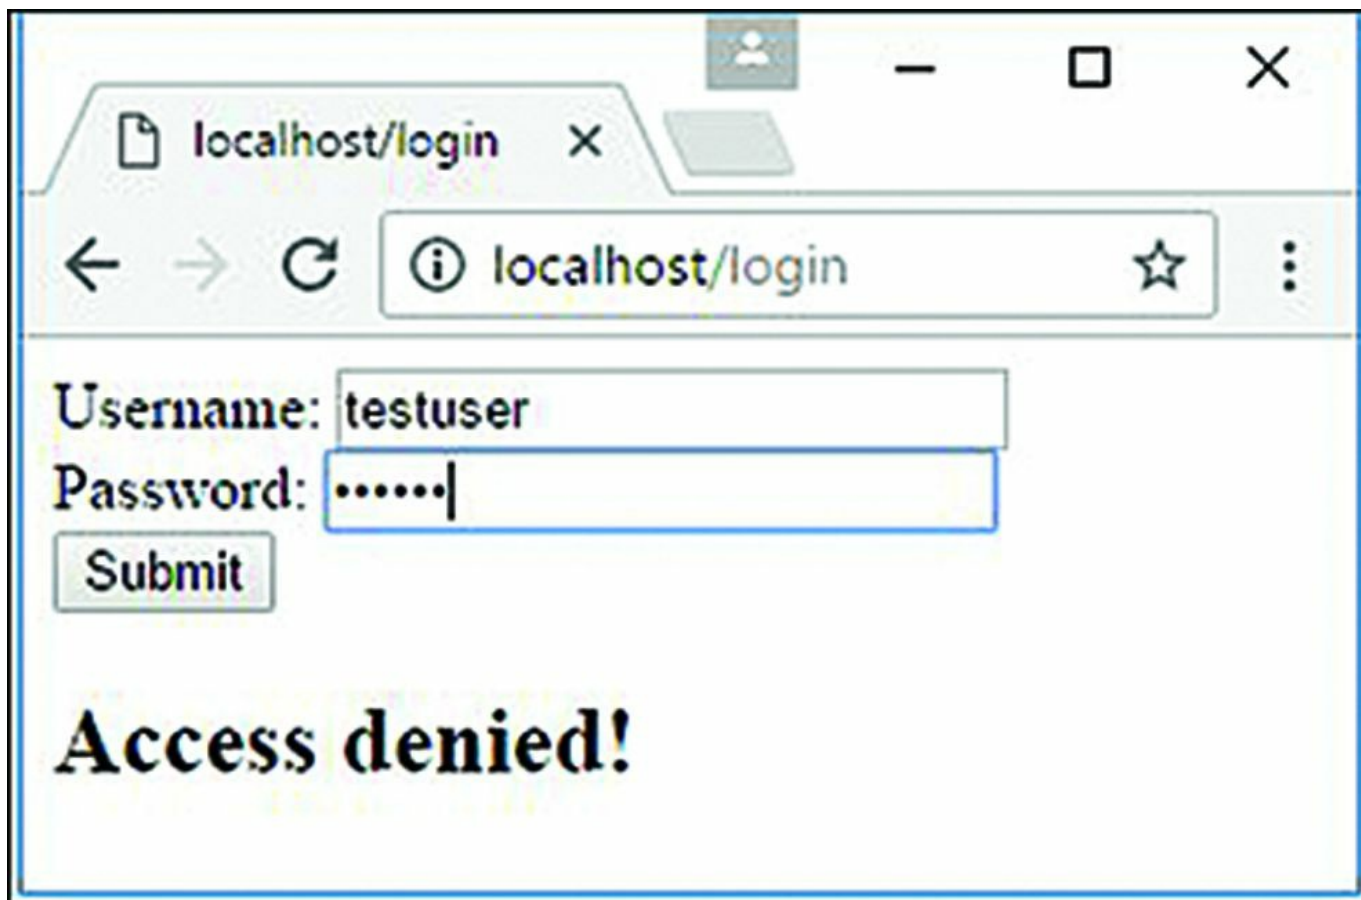 localhost/login
localhost/login
Username: testuser
Password: ••••••
Submit
Access denied!